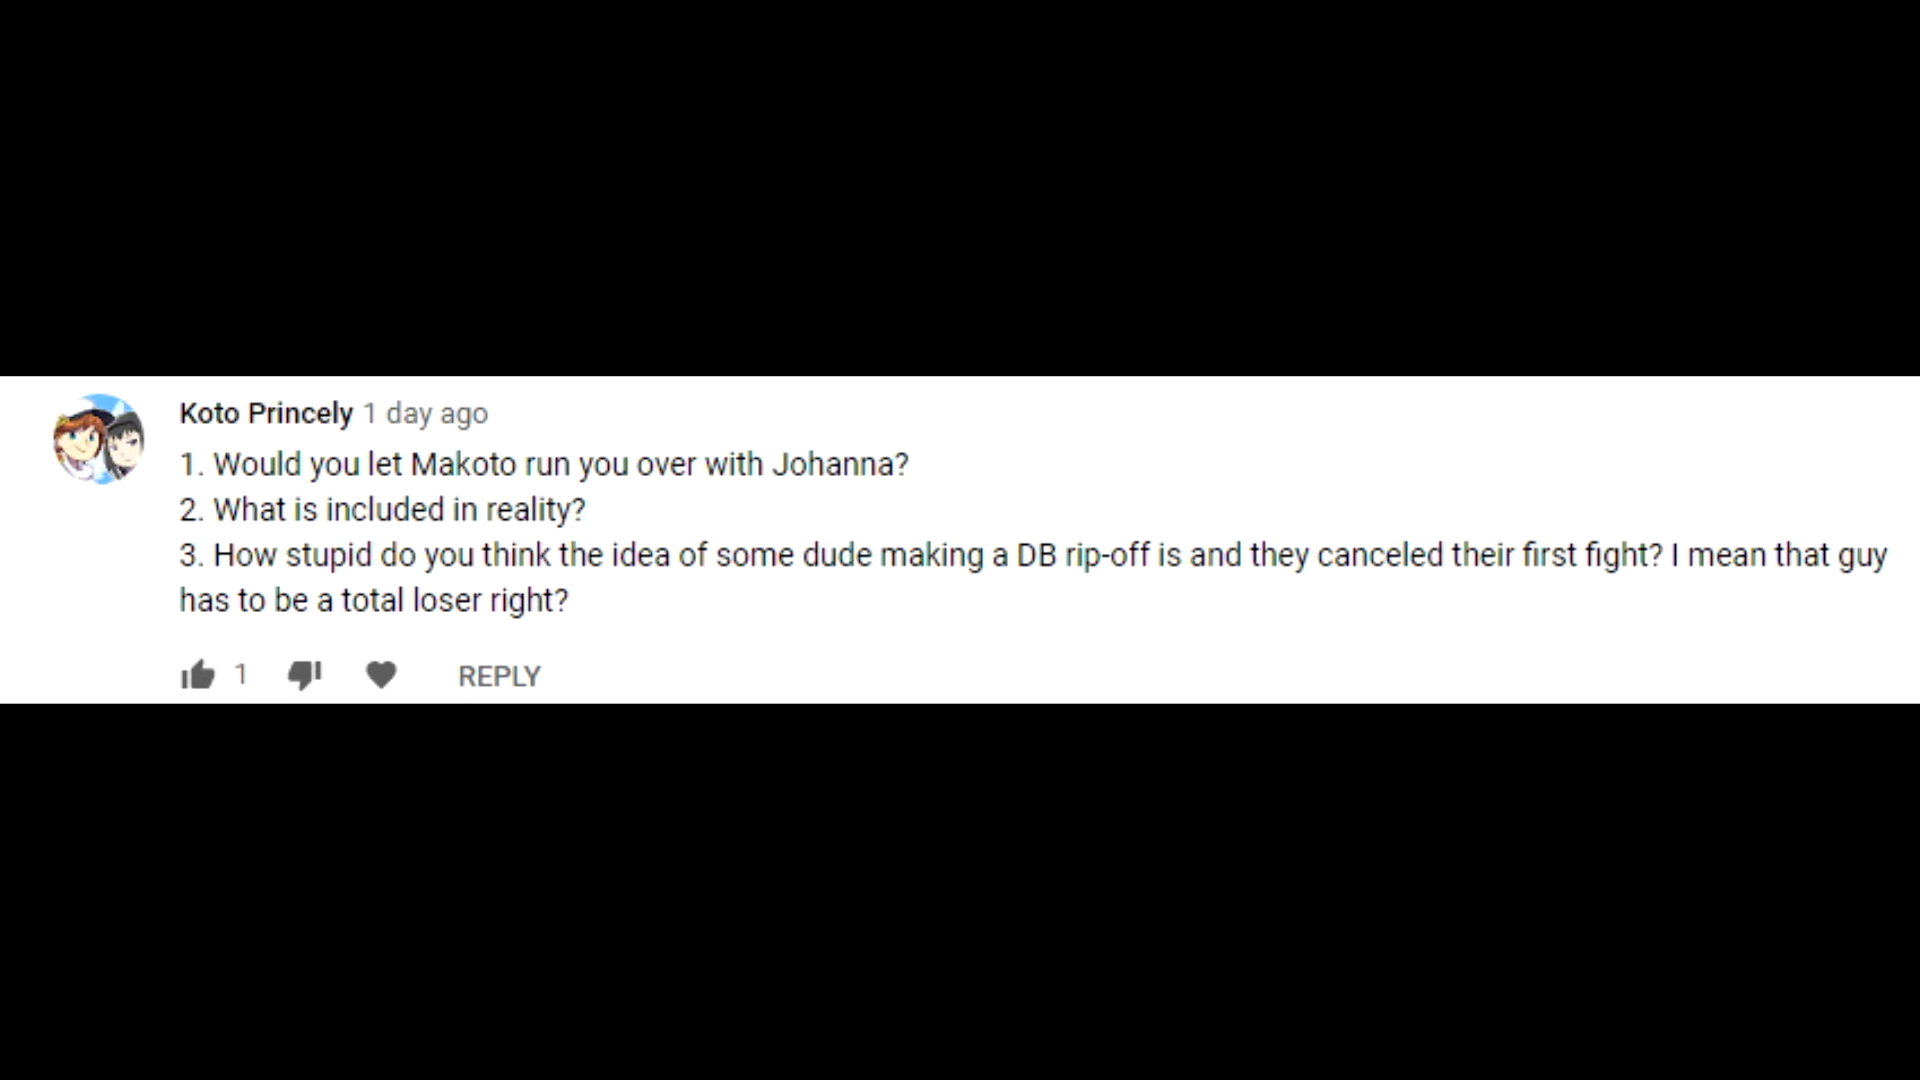 Koto Princely 1 day ago
1. Would you let Makoto run you over with Johanna?
2. What is included in reality?
3. How stupid do you think the idea of some dude making a DB rip-off is and they canceled their first fight? I mean that guy
has to be a total loser right?
1 REPLY